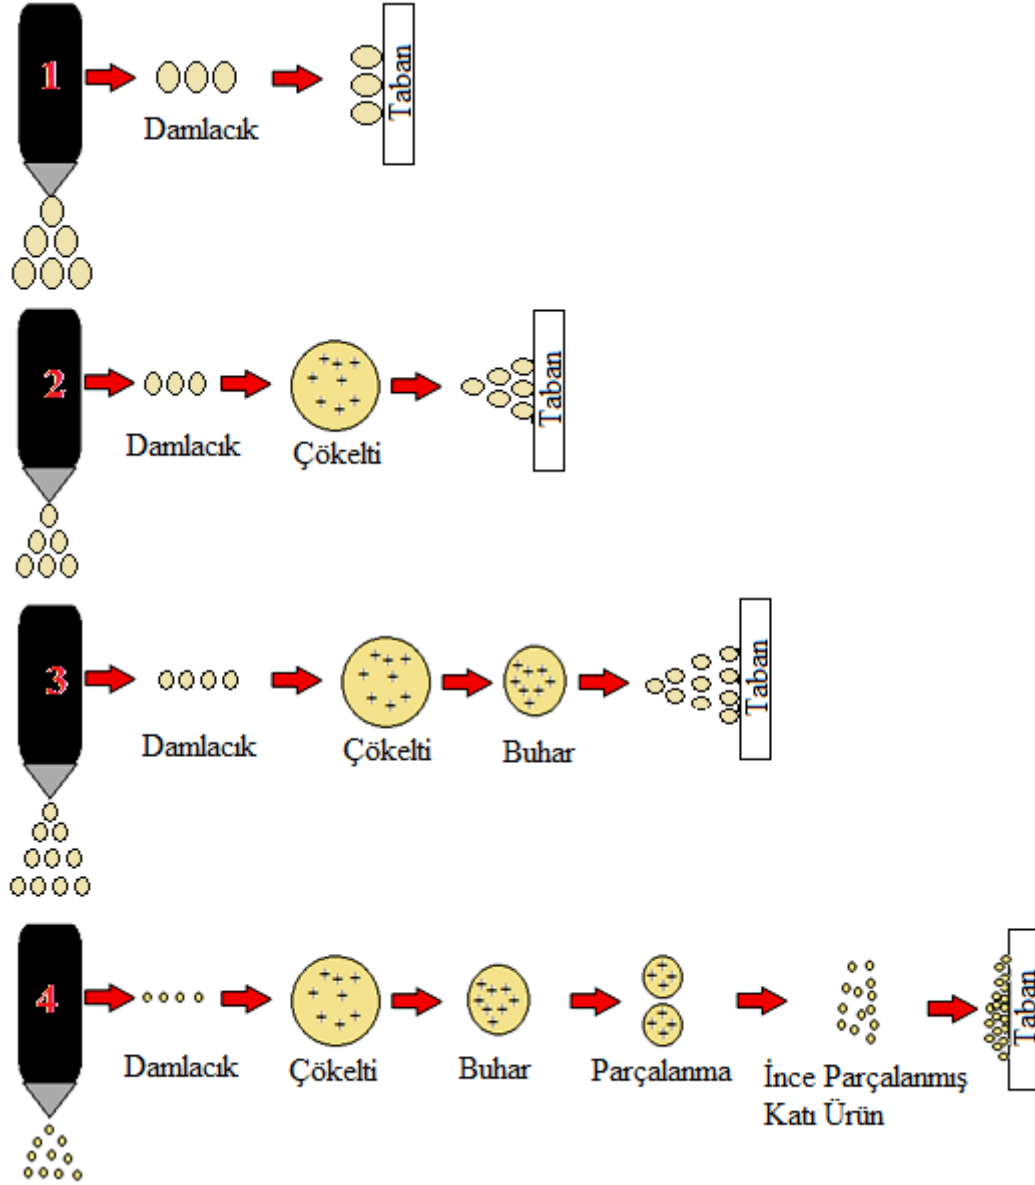 1
Damlacık
Taban
2
Damlacık
Çökelti
Taban
3
Damlacık
Çökelti
Buhar
Taban
4
Damlacık
Çökelti
Buhar
Parçalanma
İnce Parçalanmış
Katı Ürün
Taban